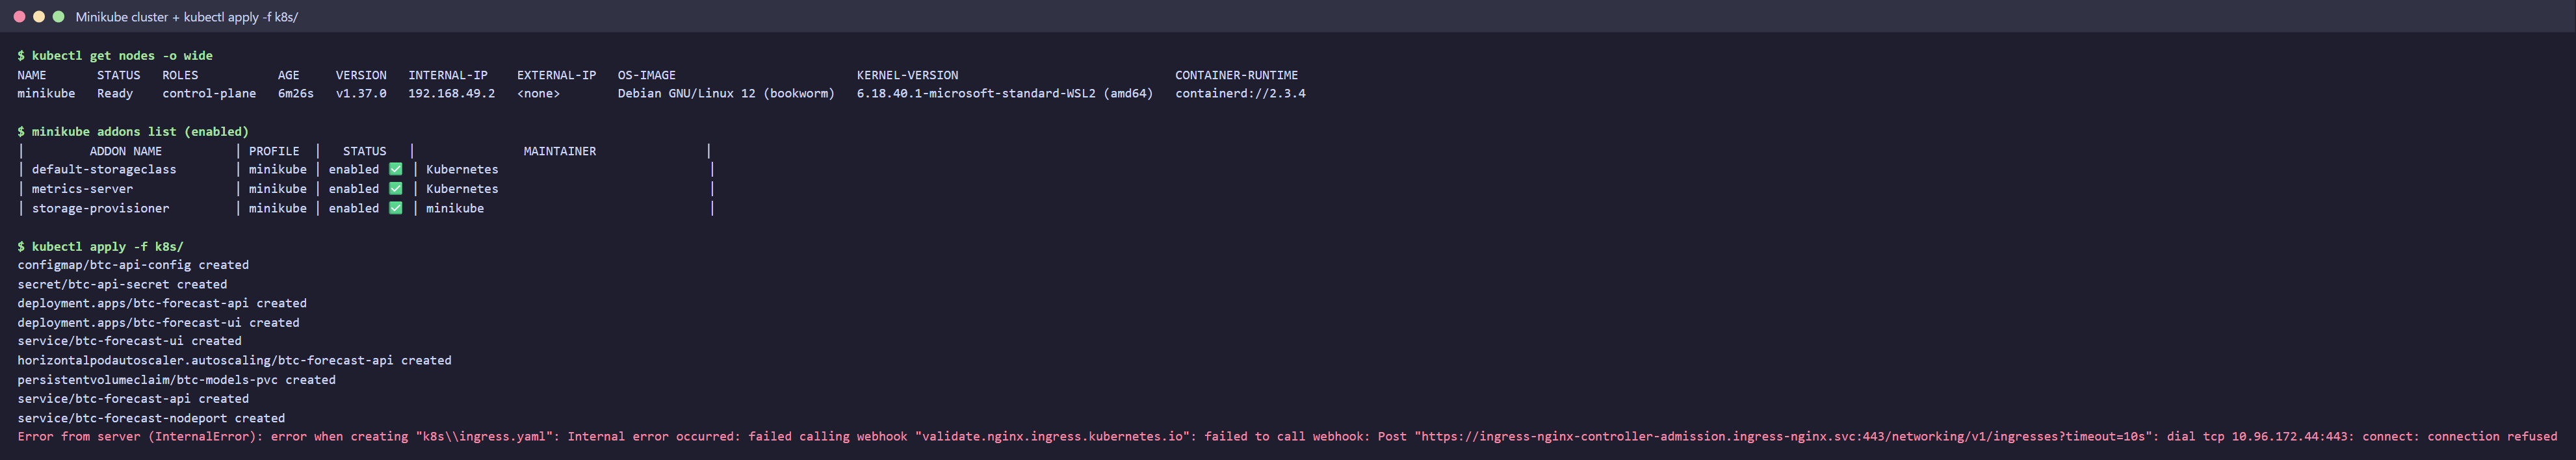 Minikube cluster + kubectl apply -f k8s/
$ kubectl get nodes -o wide
NAME STATUS ROLES AGE VERSION INTERNAL-IP EXTERNAL-IP OS-IMAGE KERNEL-VERSION CONTAINER-RUNTIME
minikube Ready control-plane 6m26s v1.37.0 192.168.49.2 <none> Debian GNU/Linux 12 (bookworm) 6.18.40.1-microsoft-standard-WSL2 (amd64) containerd://2.3.4
$ minikube addons list (enabled)
| ADDON NAME | PROFILE | STATUS | MAINTAINER |
| default-storageclass | minikube | enabled ✅ | Kubernetes |
| metrics-server | minikube | enabled ✅ | Kubernetes |
| storage-provisioner | minikube | enabled ✅ | minikube |
$ kubectl apply -f k8s/
configmap/btc-api-config created
secret/btc-api-secret created
deployment.apps/btc-forecast-api created
deployment.apps/btc-forecast-ui created
service/btc-forecast-ui created
horizontalpodautoscaler.autoscaling/btc-forecast-api created
persistentvolumeclaim/btc-models-pvc created
service/btc-forecast-api created
service/btc-forecast-nodeport created
Error from server (InternalError): error when creating "k8s\\ingress.yaml": Internal error occurred: failed calling webhook "validate.nginx.ingress.kubernetes.io": failed to call webhook: Post "https://ingress-nginx-controller-admission.ingress-nginx.svc:443/networking/v1/ingresses?timeout=10s": dial tcp 10.96.172.44:443: connect: connection refused